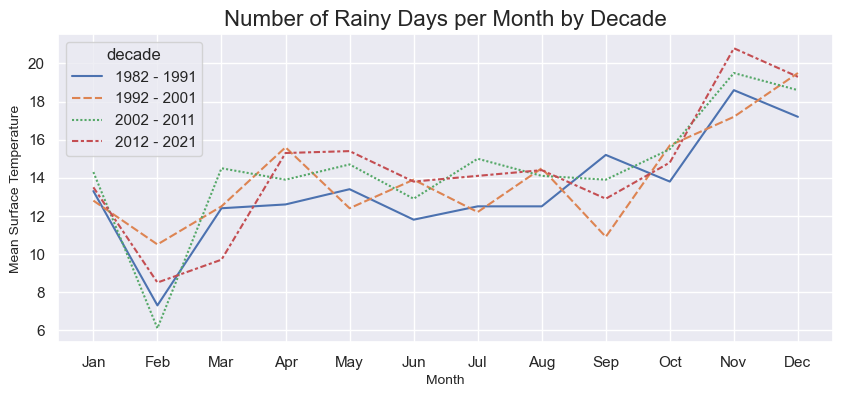 Number of Rainy Days per Month by Decade
decade
1982 - 1991
1992 - 2001
2002 - 2011
2012 - 2021
Mean Surface Temperature
20
18
16
14
12
10
8
6
Jan Feb Mar Apr May Jun Jul Aug Sep Oct Nov Dec
Month